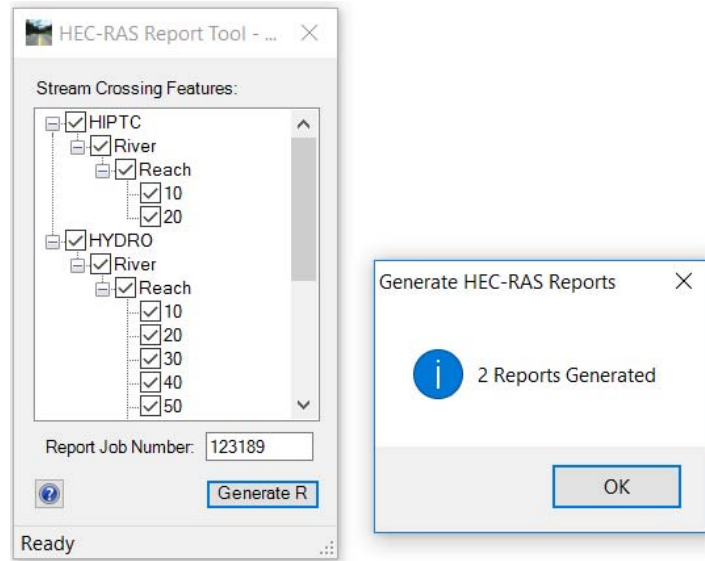 HEC-RAS Report Tool - ...
Stream Crossing Features:
HIPTC
River
Reach
10
20
HYDRO
River
Reach
10
20
30
40
50
Report Job Number: 123189
Generate R
Ready
Generate HEC-RAS Reports
2 Reports Generated
OK